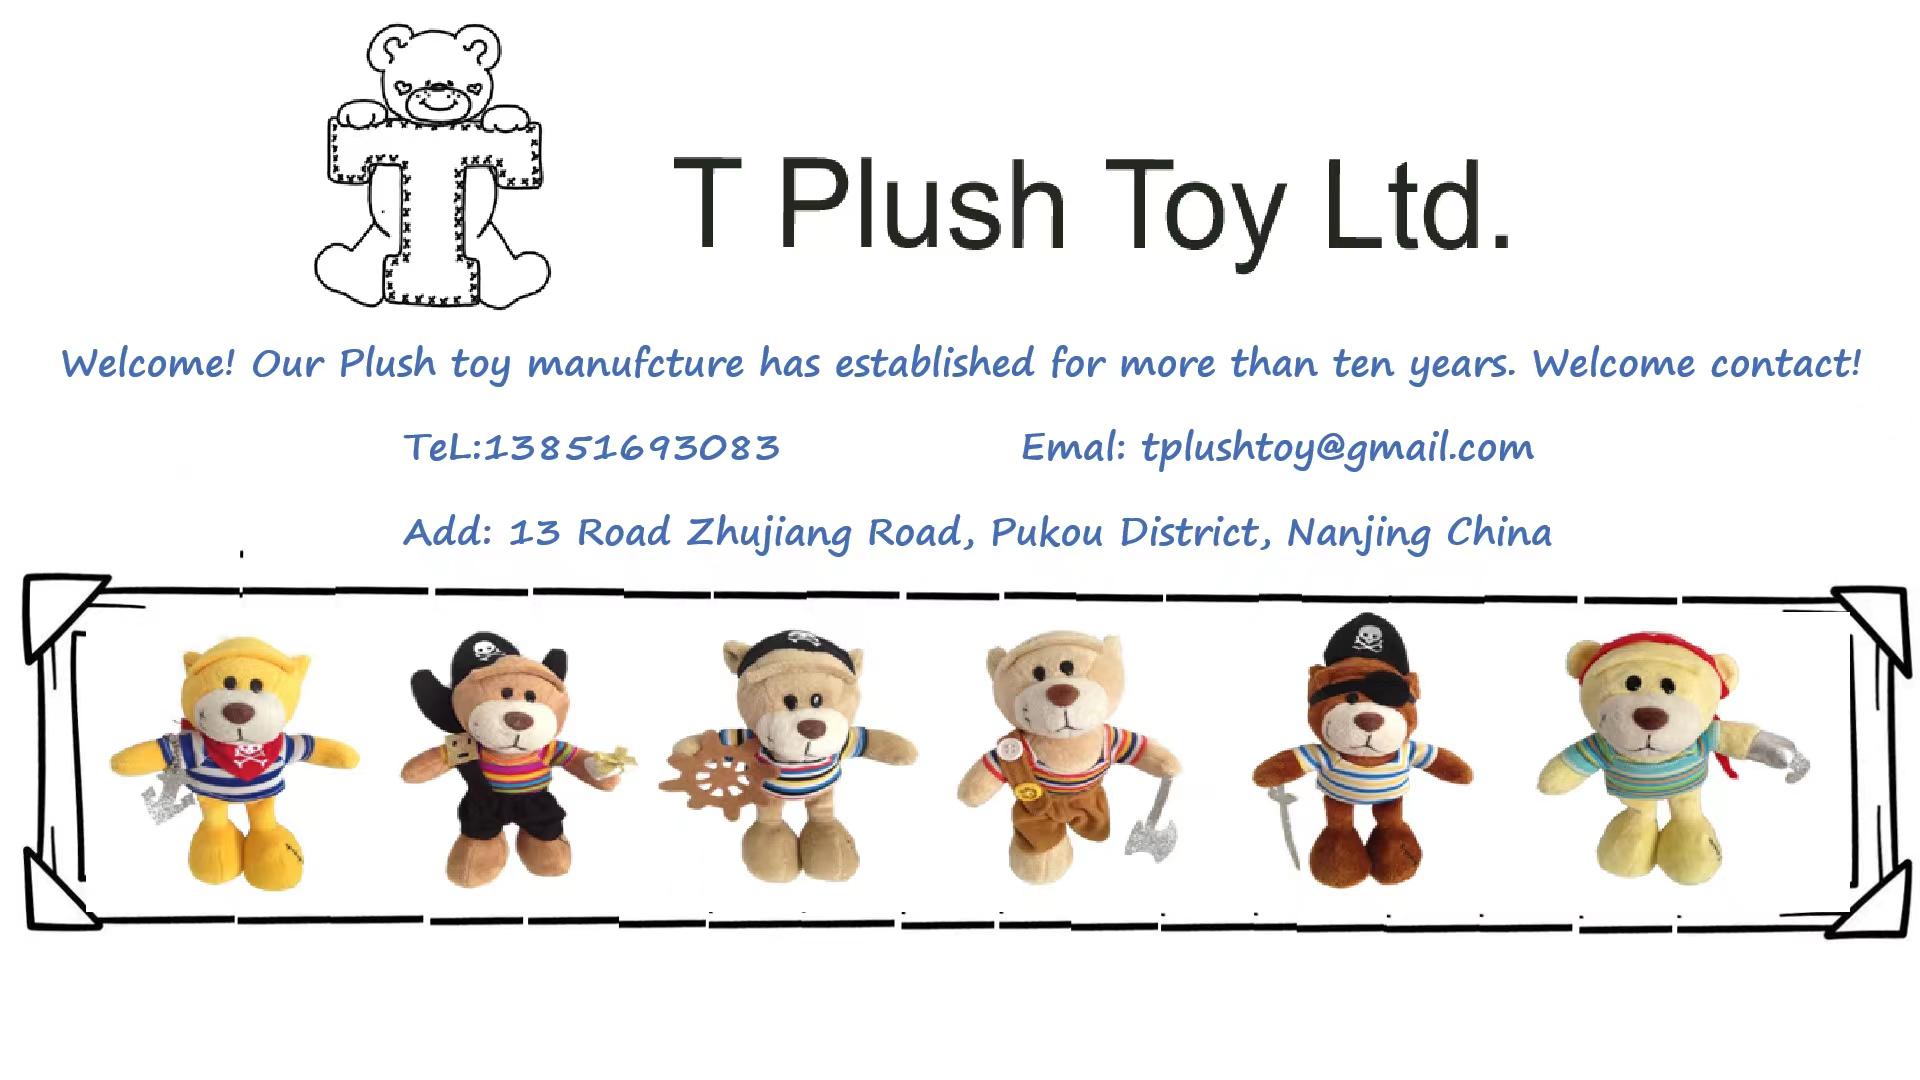 T Plush Toy Ltd.
Welcome! Our Plush toy manufcture has established for more than ten years. Welcome contact!
TeL:13851693083 Emal: tplushtoy@gmail.com
Add: 13 Road Zhujiang Road, Pukou District, Nanjing China